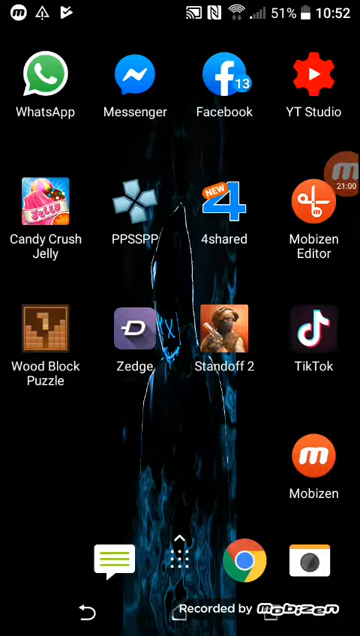 51% 10:52
13
WhatsApp Messenger Facebook YT Studio
21:00
NEW
4
Jelly
Candy Crush Jelly PPSSPP 4shared Mobizen Editor
Wood Block Puzzle Zedge Standoff 2 TikTok
Mobizen
Recorded by mobizen